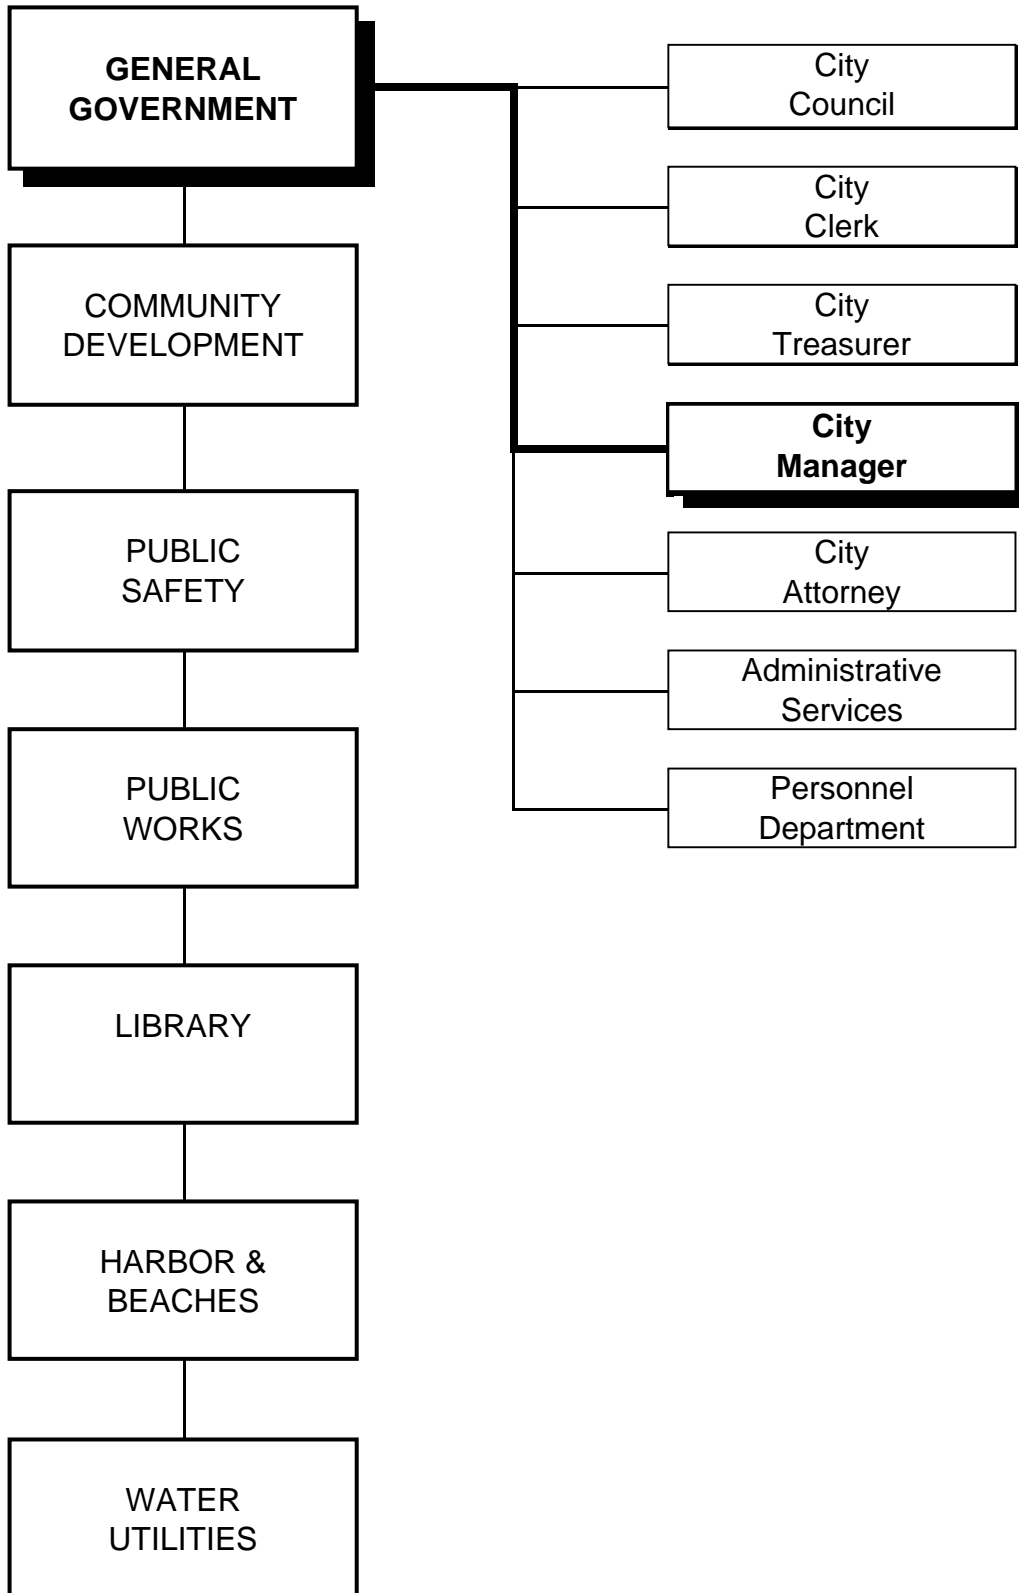 GENERAL
GOVERNMENT
COMMUNITY
DEVELOPMENT
PUBLIC
SAFETY
PUBLIC
WORKS
LIBRARY
HARBOR &
BEACHES
WATER
UTILITIES
City
Council
City
Clerk
City
Treasurer
City
Manager
City
Attorney
Administrative
Services
Personnel
Department